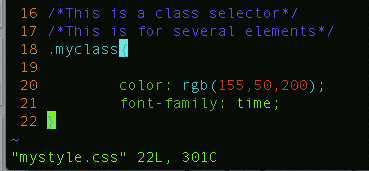 16 /*This is a class selector*/
17 /*This is for several elements*/
18 .myclass{
19
20         color: rgb(155,50,200);
21         font-family: time;
22 }
~
"mystyle.css" 22L, 301C